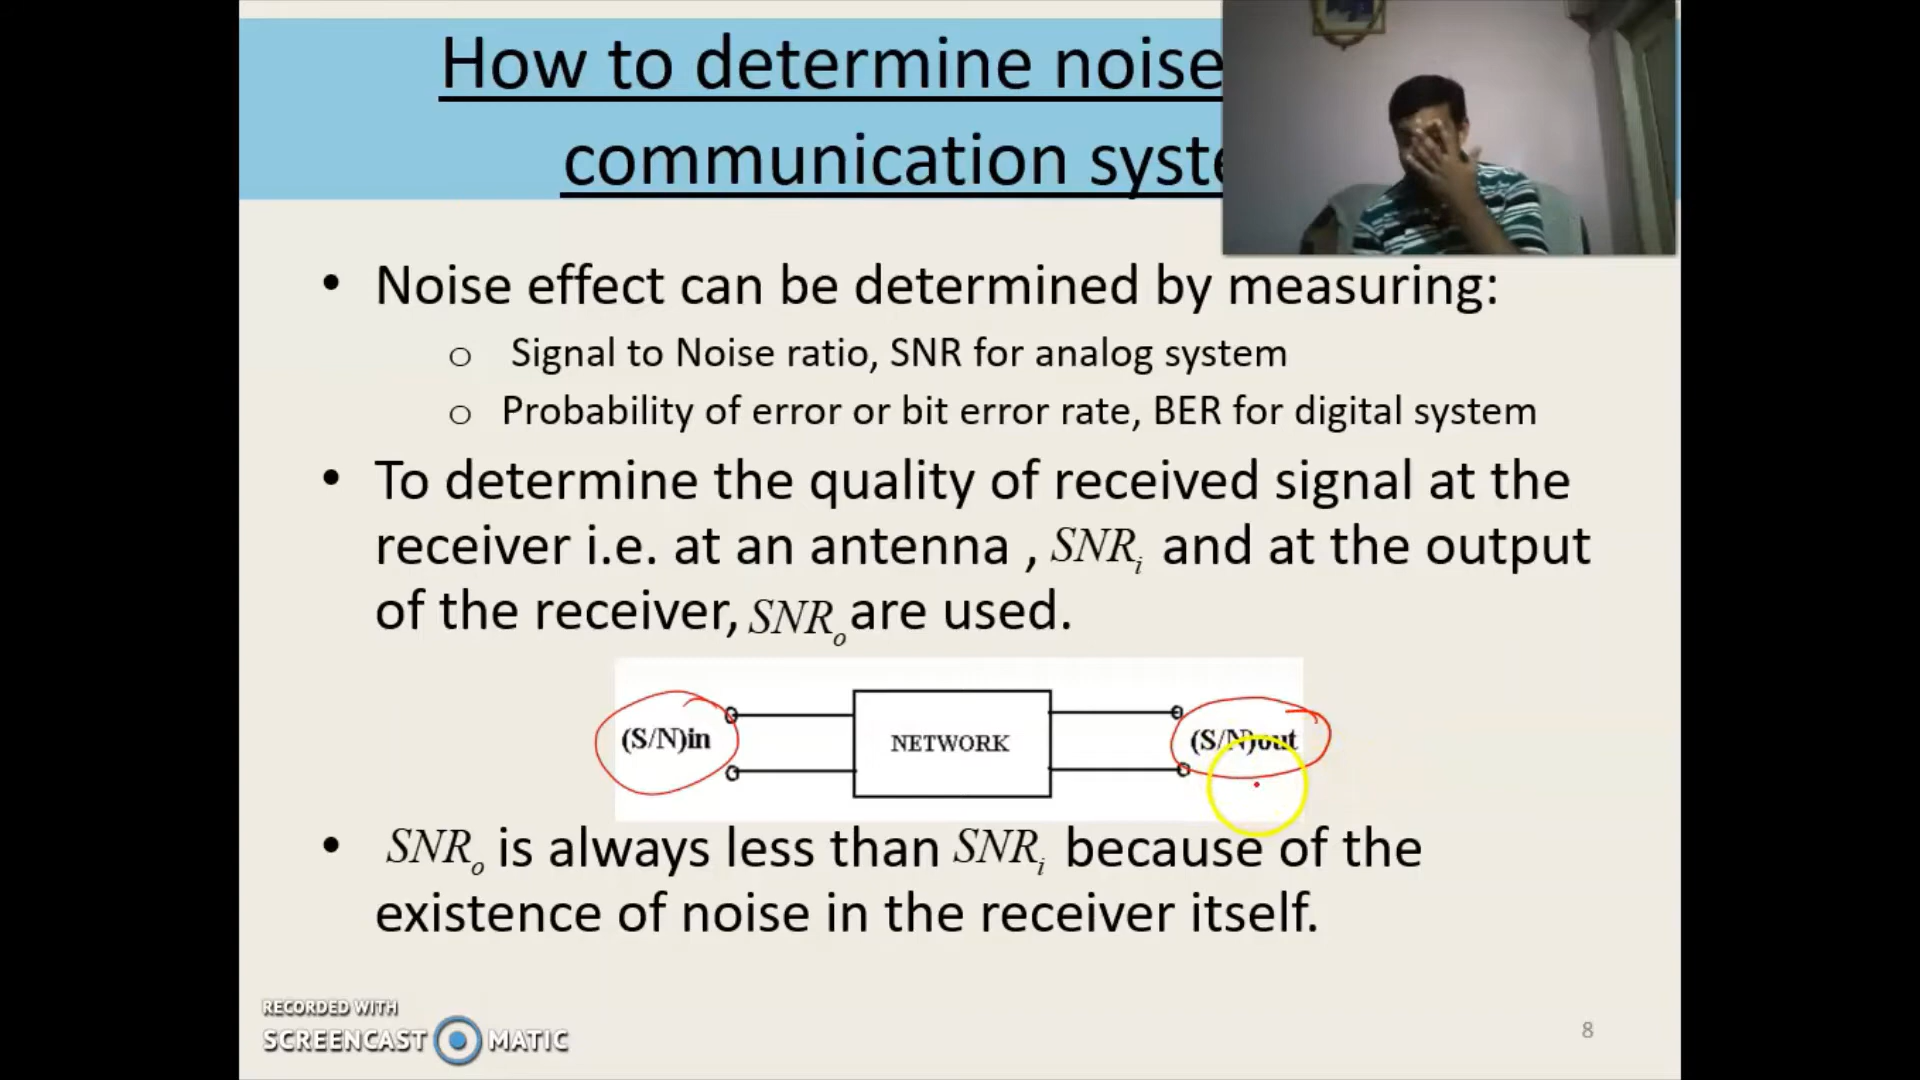 How to determine noise
communication syste
• Noise effect can be determined by measuring:
o Signal to Noise ratio, SNR for analog system
o Probability of error or bit error rate, BER for digital system
• To determine the quality of received signal at the
receiver i.e. at an antenna , SNRi and at the output
of the receiver, SNRo are used.
(S/N)in NETWORK (S/N)out
• SNRo is always less than SNRi because of the
existence of noise in the receiver itself.
RECORDED WITH
SCREENCAST MATIC
8